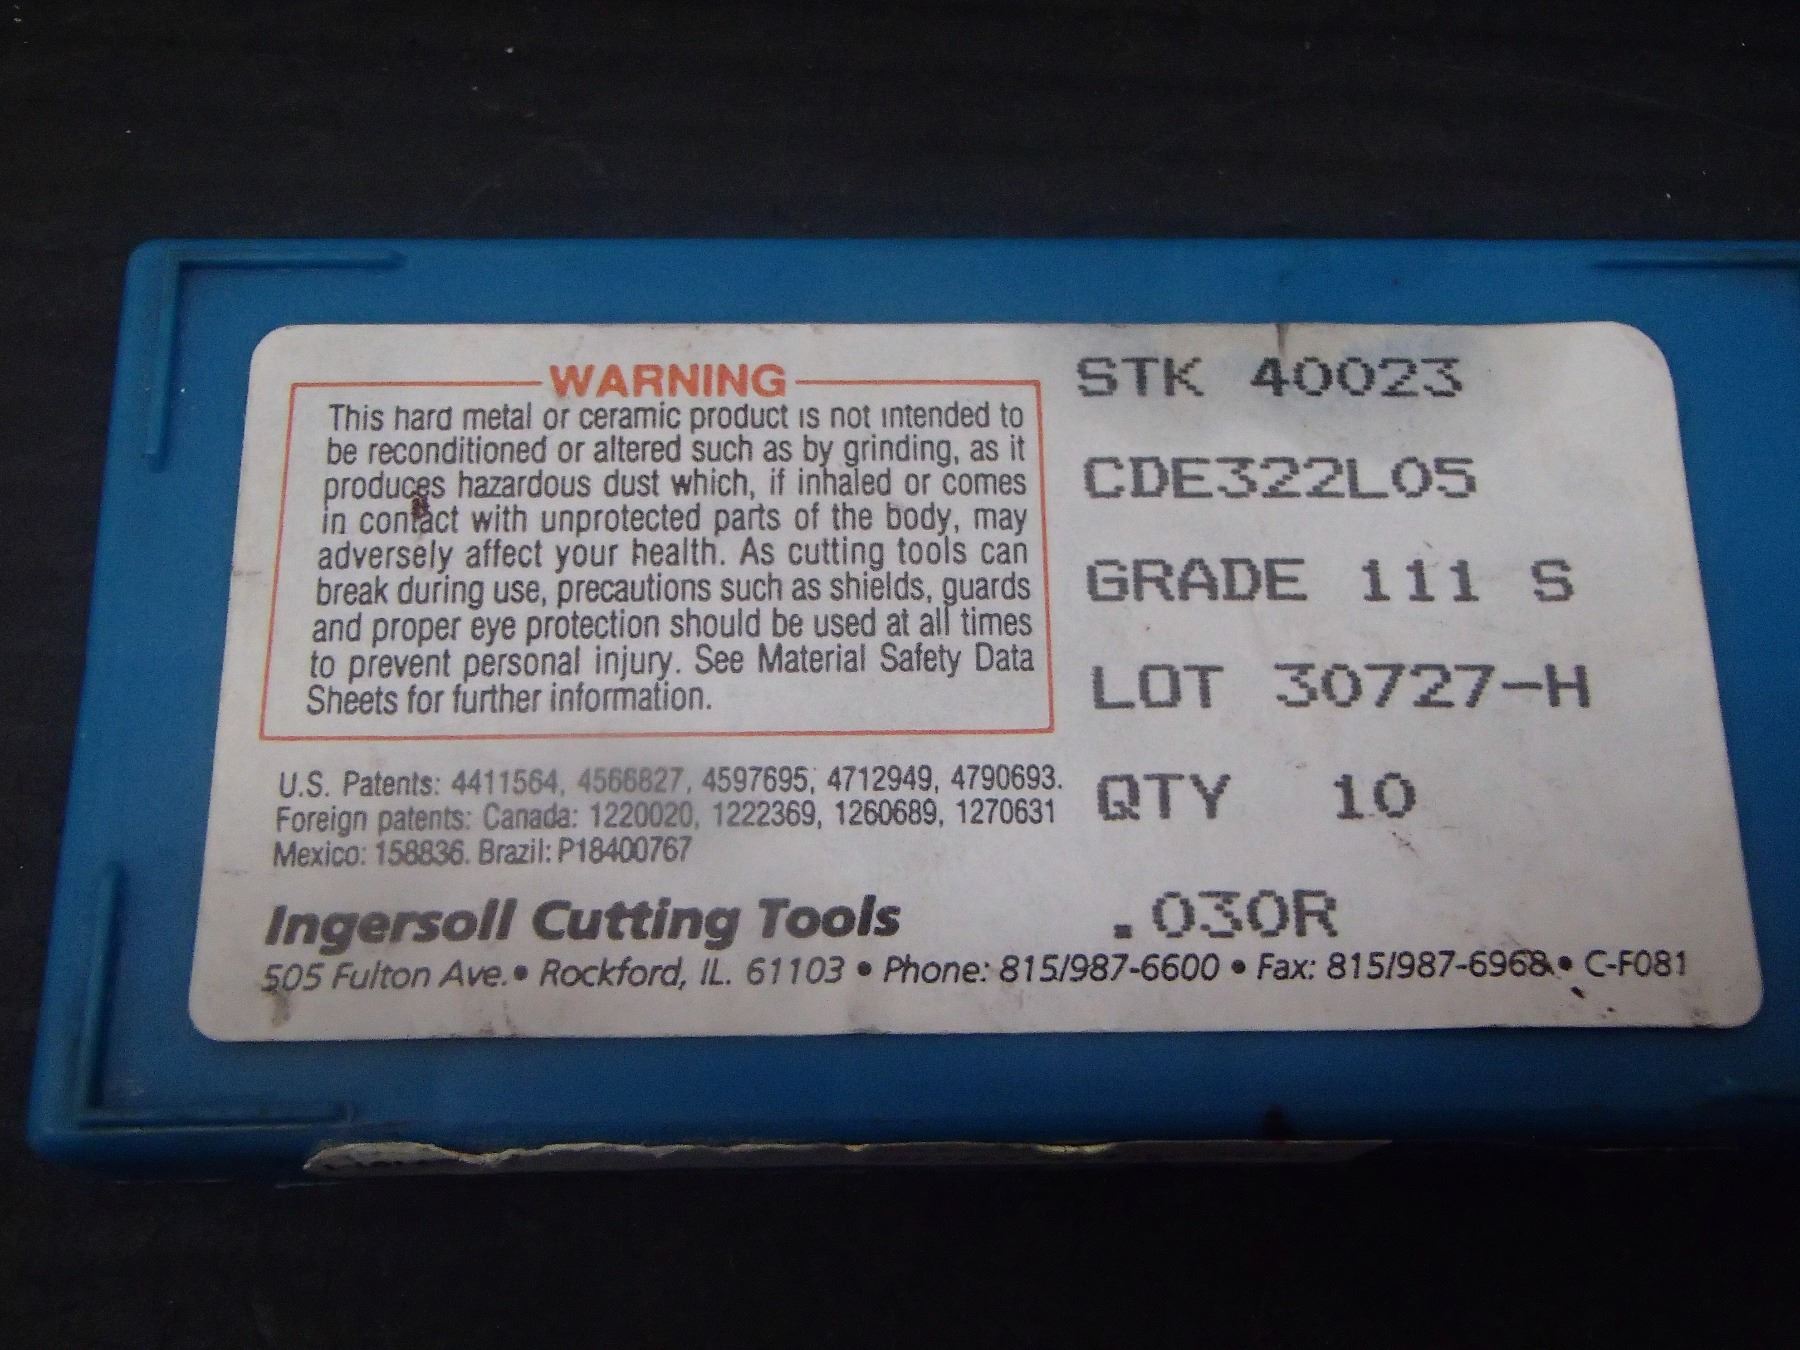 WARNING
This hard metal or ceramic product is not intended to
be reconditioned or altered such as by grinding, as it
produces hazardous dust which, if inhaled or comes
in contact with unprotected parts of the body, may
adversely affect your health. As cutting tools can
break during use, precautions such as shields, guards
and proper eye protection should be used at all times
to prevent personal injury. See Material Safety Data
Sheets for further information.
U.S. Patents: 4411564, 4566827, 4597695, 4712949, 4790693.
Foreign patents: Canada: 1220020, 1222369, 1260689, 1270631
Mexico: 158836. Brazil: P18400767
STK 40023
CDE322L05
GRADE 111 S
LOT 30727-H
QTY 10
.030R
Ingersoll Cutting Tools
505 Fulton Ave. • Rockford, IL. 61103 • Phone: 815/987-6600 • Fax: 815/987-6968 • C-F081